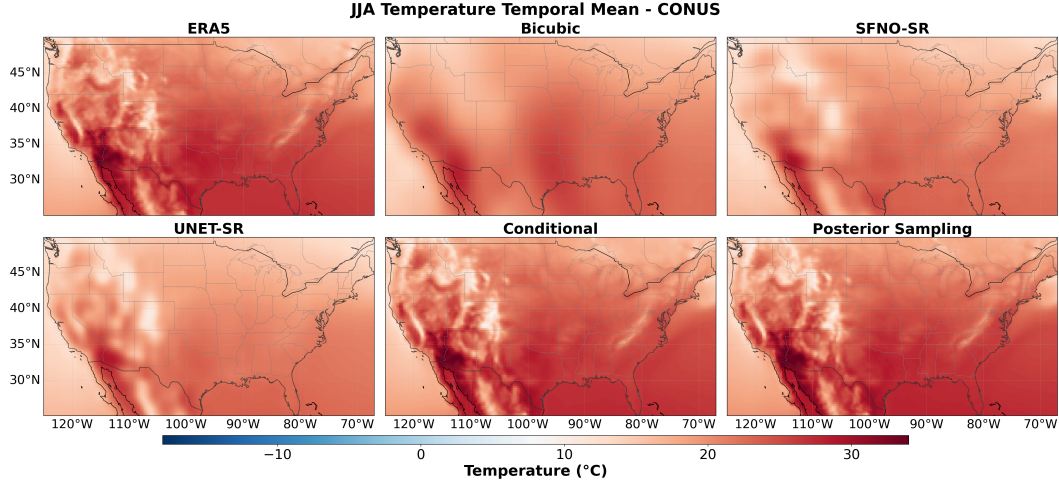 JJA Temperature Temporal Mean - CONUS
ERA5 Bicubic SFNO-SR
45°N
40°N
35°N
30°N
UNET-SR Conditional Posterior Sampling
45°N
40°N
35°N
30°N
120°W 110°W 100°W 90°W 80°W 70°W 120°W 110°W 100°W 90°W 80°W 70°W 120°W 110°W 100°W 90°W 80°W 70°W
−10 0 10 20 30
Temperature (°C)